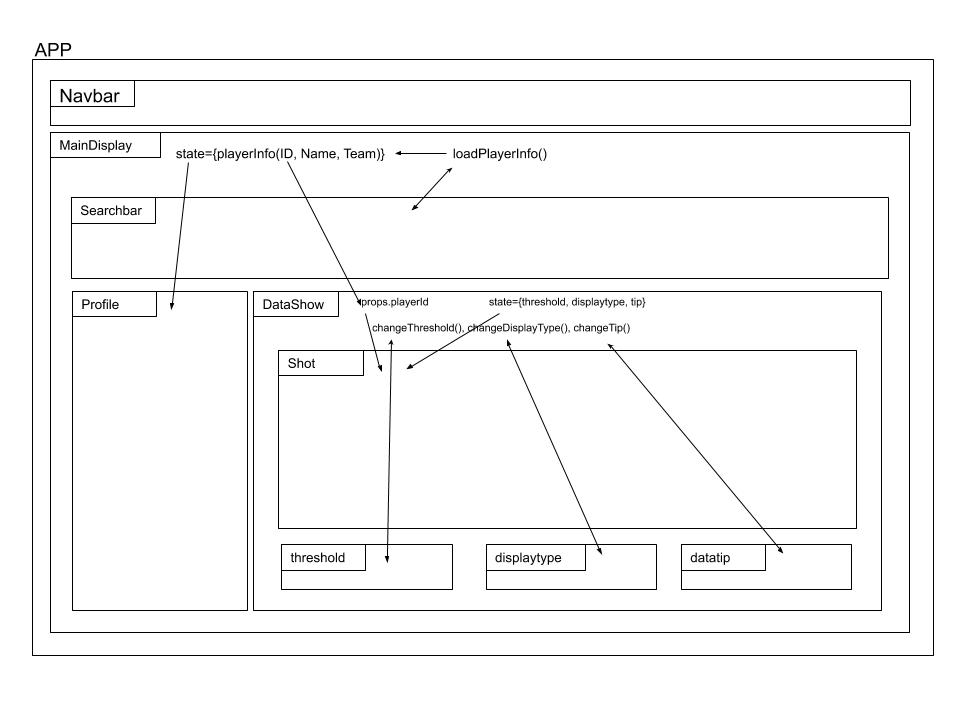 APP
Navbar
MainDisplay
state={playerInfo(ID, Name, Team)} loadPlayerInfo()
Searchbar
Profile
DataShow props.playerId state={threshold, displaytype, tip}
changeThreshold(), changeDisplayType(), changeTip()
Shot
threshold
displaytype
datatip